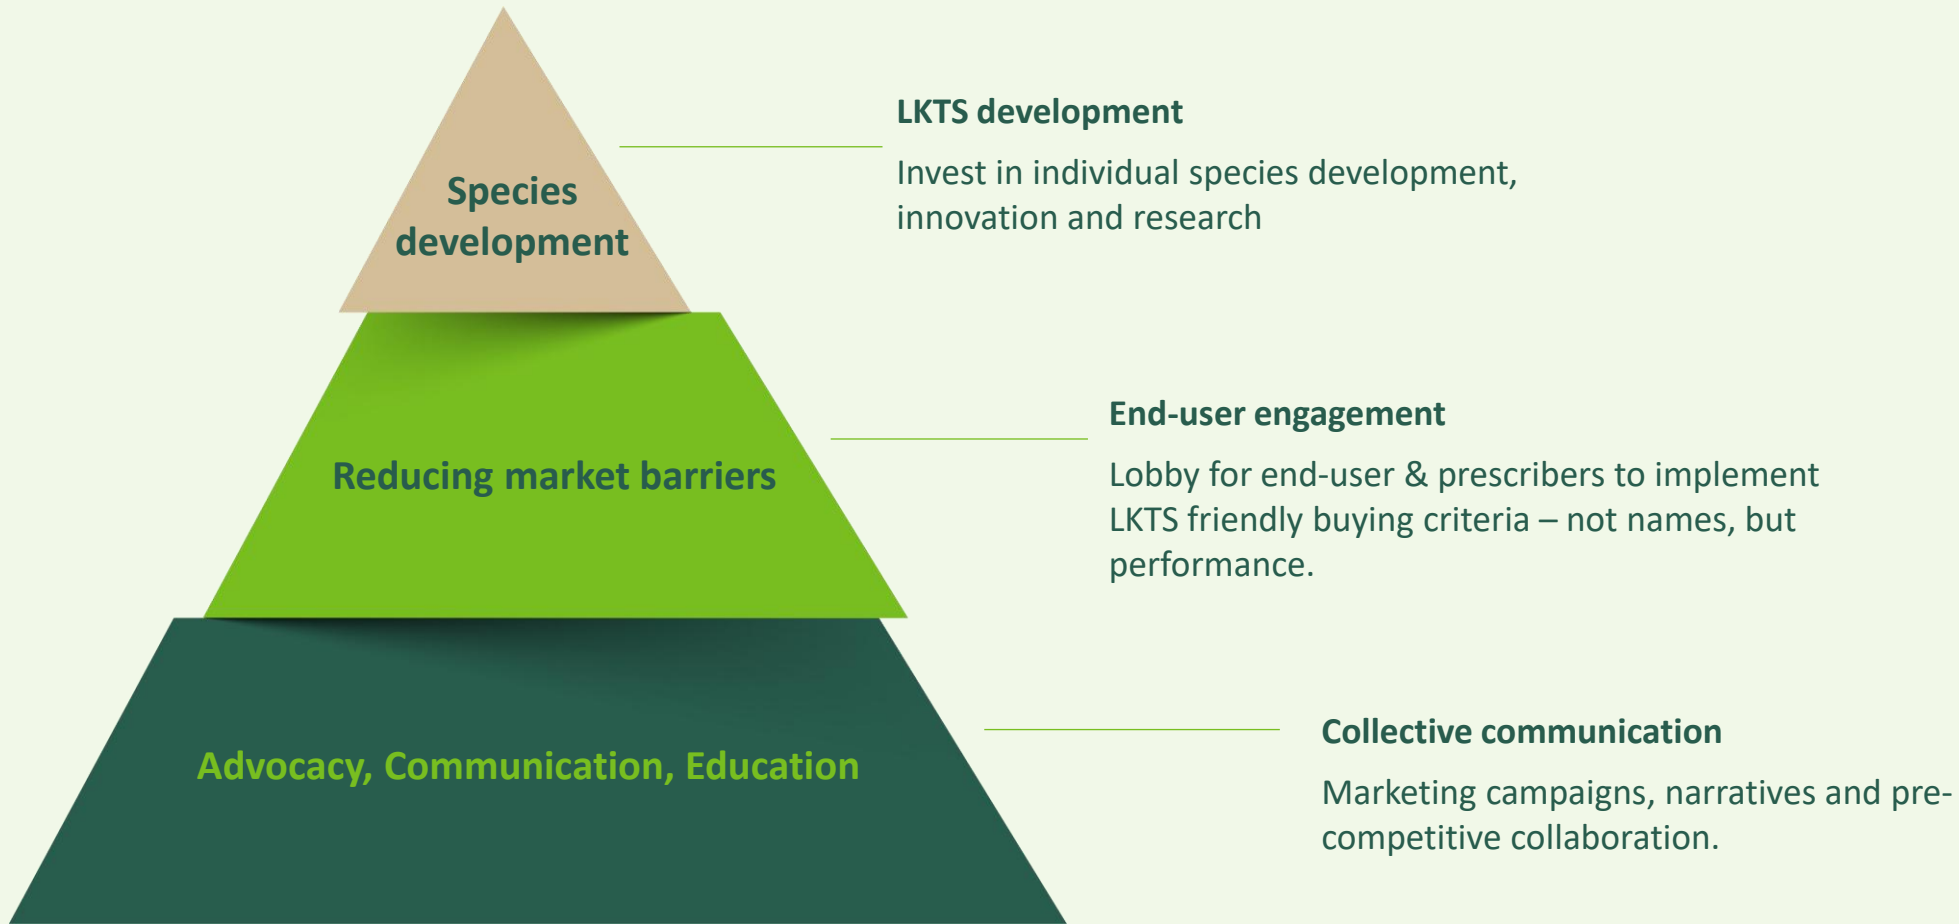 Species
development
LKTS development
Invest in individual species development,
innovation and research
Reducing market barriers
End-user engagement
Lobby for end-user & prescribers to implement
LKTS friendly buying criteria – not names, but
performance.
Advocacy, Communication, Education
Collective communication
Marketing campaigns, narratives and pre-
competitive collaboration.